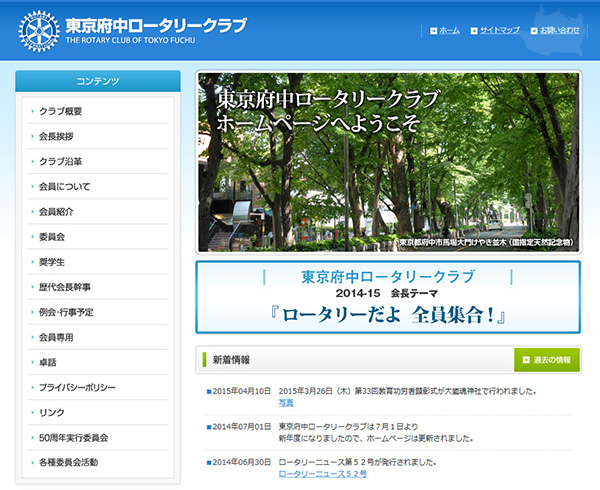 東京府中ロータリークラブ
THE ROTARY CLUB OF TOKYO FUCHU
ホーム
サイトマップ
お問い合わせ
コンテンツ
クラブ概要
会長挨拶
クラブ沿革
会員について
会員紹介
委員会
奨学生
歴代会長幹事
例会・行事予定
会員専用
卓話
プライバシーポリシー
リンク
50周年実行委員会
各種委員会活動
東京府中ロータリークラブ
ホームページへようこそ
東京都府中市馬場大門けやき並木(国指定天然記念物)
東京府中ロータリークラブ
2014-15 会長テーマ
『ロータリーだよ 全員集合!』
新着情報
過去の情報
2015年04月10日 2015年3月26日(木)第33回教育功労者顕彰式が大國魂神社で行われました。
写真
2014年07月01日 東京府中ロータリークラブは7月1日より
新年度になりましたので、ホームページは更新されました。
2014年06月30日 ロータリーニュース第52号が発行されました。
ロータリーニュース52号